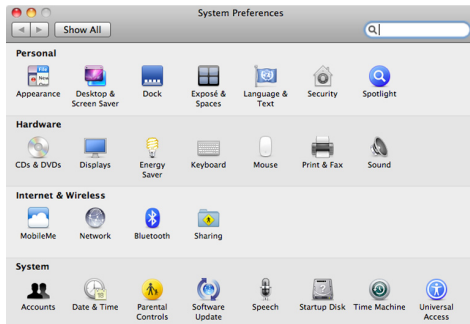 System Preferences
Show All
Personal
Appearance
Desktop & Screen Saver
Dock
Exposé & Spaces
Language & Text
Security
Spotlight
Hardware
CDs & DVDs
Displays
Energy Saver
Keyboard
Mouse
Print & Fax
Sound
Internet & Wireless
MobileMe
Network
Bluetooth
Sharing
System
Accounts
Date & Time
Parental Controls
Software Update
Speech
Startup Disk
Time Machine
Universal Access